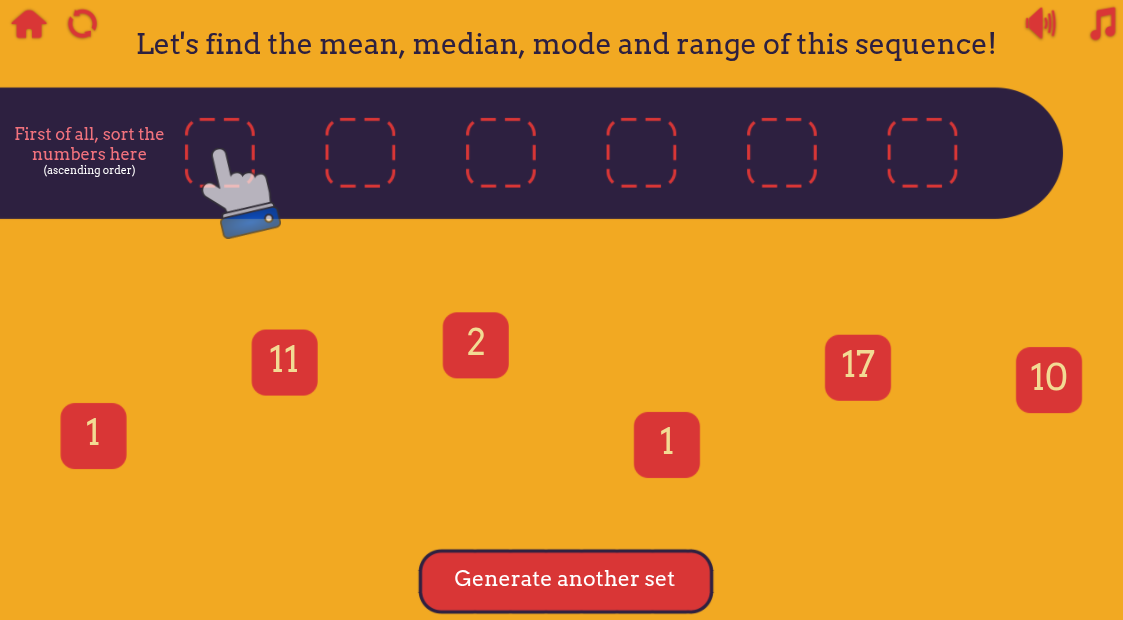 Let's find the mean, median, mode and range of this sequence!
First of all, sort the
numbers here
(ascending order)
1
11
2
1
17
10
Generate another set